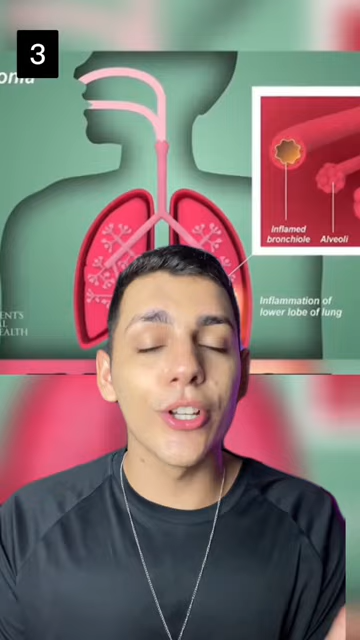 3
Inflamed
bronchiole
Alveoli
Inflammation of
lower lobe of lung